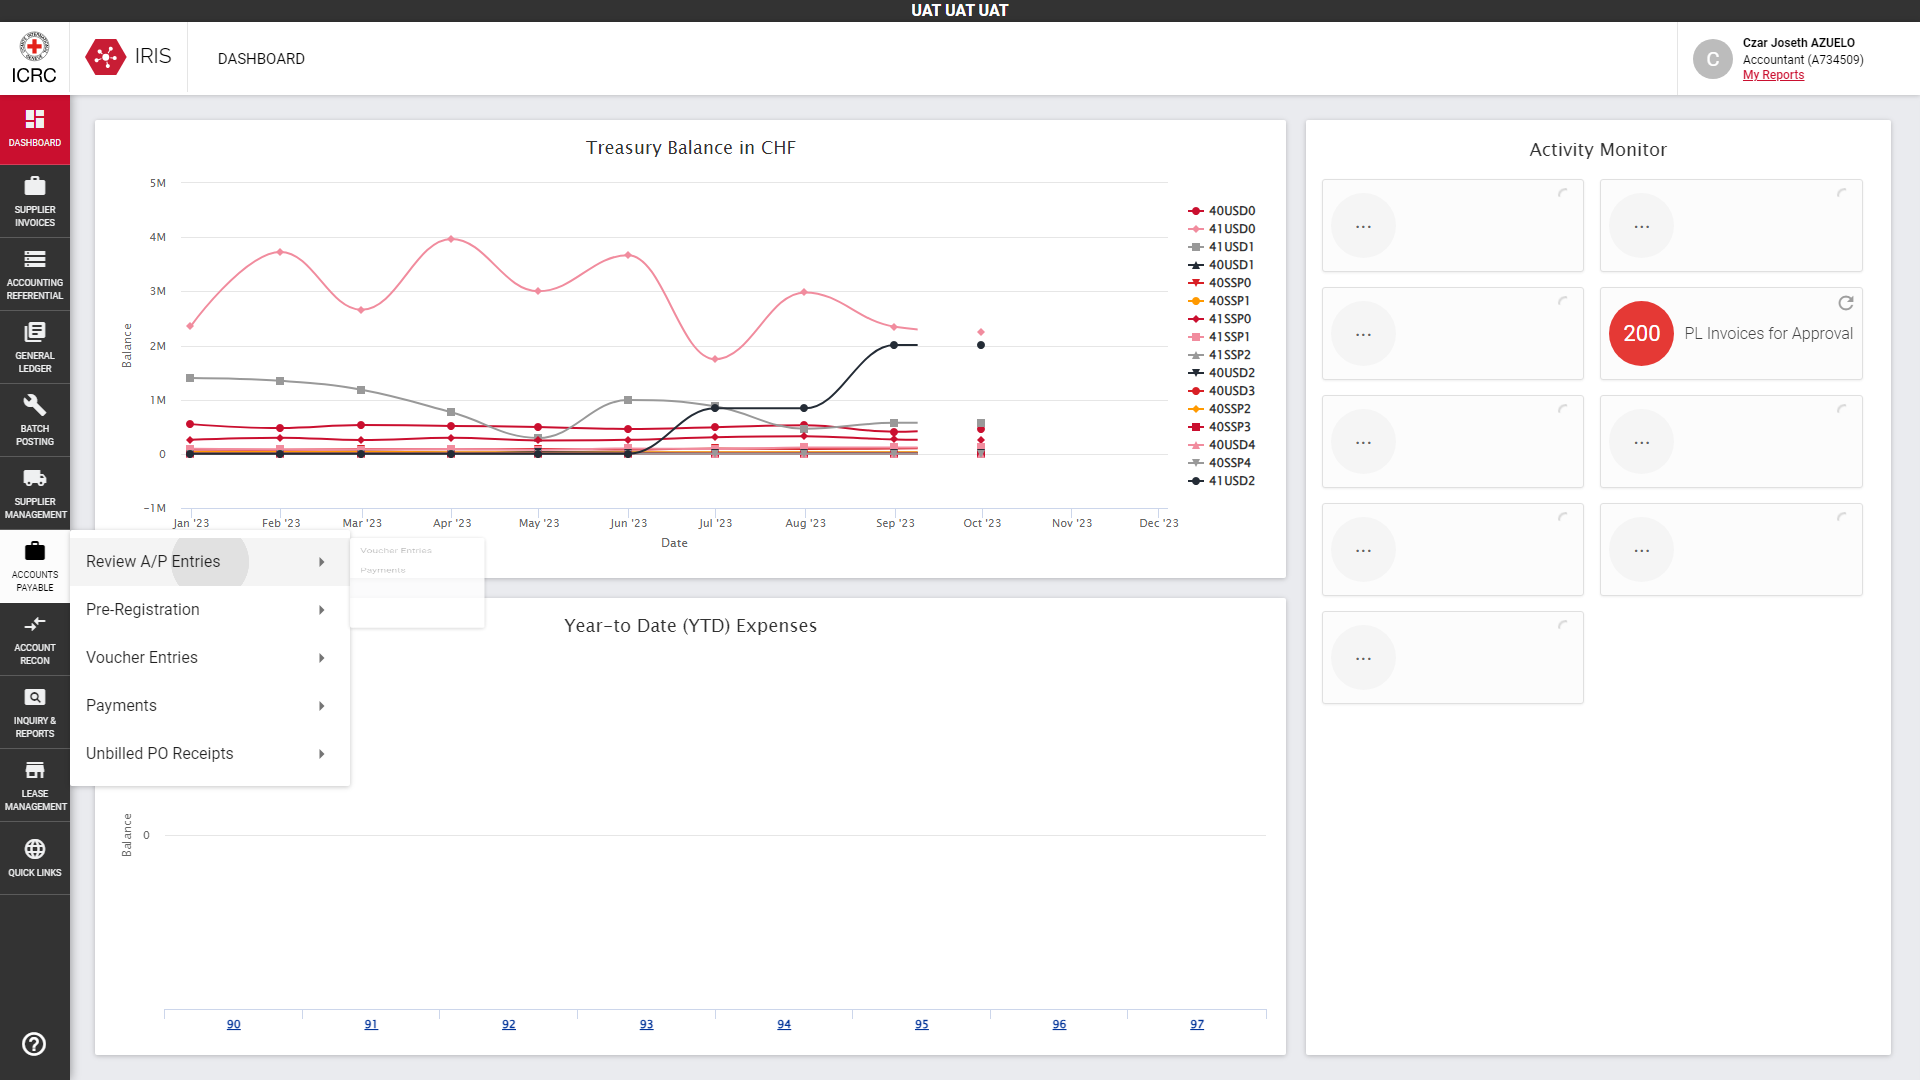 UAT UAT UAT
ICRC
IRIS
DASHBOARD
C
Czar Joseth AZUELO
Accountant (A734509)
My Reports
DASHBOARD
SUPPLIER
INVOICES
ACCOUNTING
REFERENTIAL
GENERAL
LEDGER
BATCH
POSTING
SUPPLIER
MANAGEMENT
ACCOUNTS
PAYABLE
ACCOUNT
RECON
INQUIRY &
REPORTS
LEASE
MANAGEMENT
QUICK LINKS
Review A/P Entries
Pre-Registration
Voucher Entries
Payments
Unbilled PO Receipts
Voucher Entries
Payments
Treasury Balance in CHF
Balance
5M
4M
3M
2M
1M
0
-1M
Jan '23
Feb '23
Mar '23
Apr '23
May '23
Jun '23
Jul '23
Aug '23
Sep '23
Oct '23
Nov '23
Dec '23
Date
40USD0
41USD0
41USD1
40USD1
40SSP0
40SSP1
41SSP0
41SSP1
41SSP2
40USD2
40USD3
40SSP2
40SSP3
40USD4
40SSP4
41USD2
Year-to Date (YTD) Expenses
Balance
0
90
91
92
93
94
95
96
97
Activity Monitor
...
...
...
200
PL Invoices for Approval
...
...
...
...
...